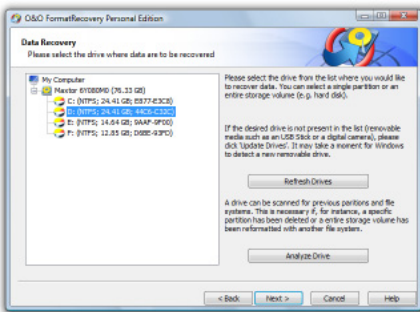 O&O FormatRecovery Personal Edition
Data Recovery
Please select the drive where data are to be recovered
My Computer
Maxtor 6Y080M0 (76.33 GB)
C: (NTFS; 24.41 GB; E877-E3C8)
D: (NTFS; 24.41 GB; 44C6-C32C)
E: (NTFS; 14.64 GB; 9AAF-9F00)
F: (NTFS; 12.85 GB; D6BE-93FD)
Please select the drive from the list where you would like
to recover data. You can select a single partition or an
entire storage volume (e.g. hard disk).
If the desired drive is not present in the list (removable
media such as an USB Stick or a digital camera), please
click 'Update Drives'. It may take a moment for Windows
to detect a new removable drive.
Refresh Drives
A drive can be scanned for previous paritions and file
systems. This is necessary if, for instance, a specific
partition has been deleted or a entire storage volume has
been reformatted with another file system.
Analyze Drive
< Back
Next >
Cancel
Help